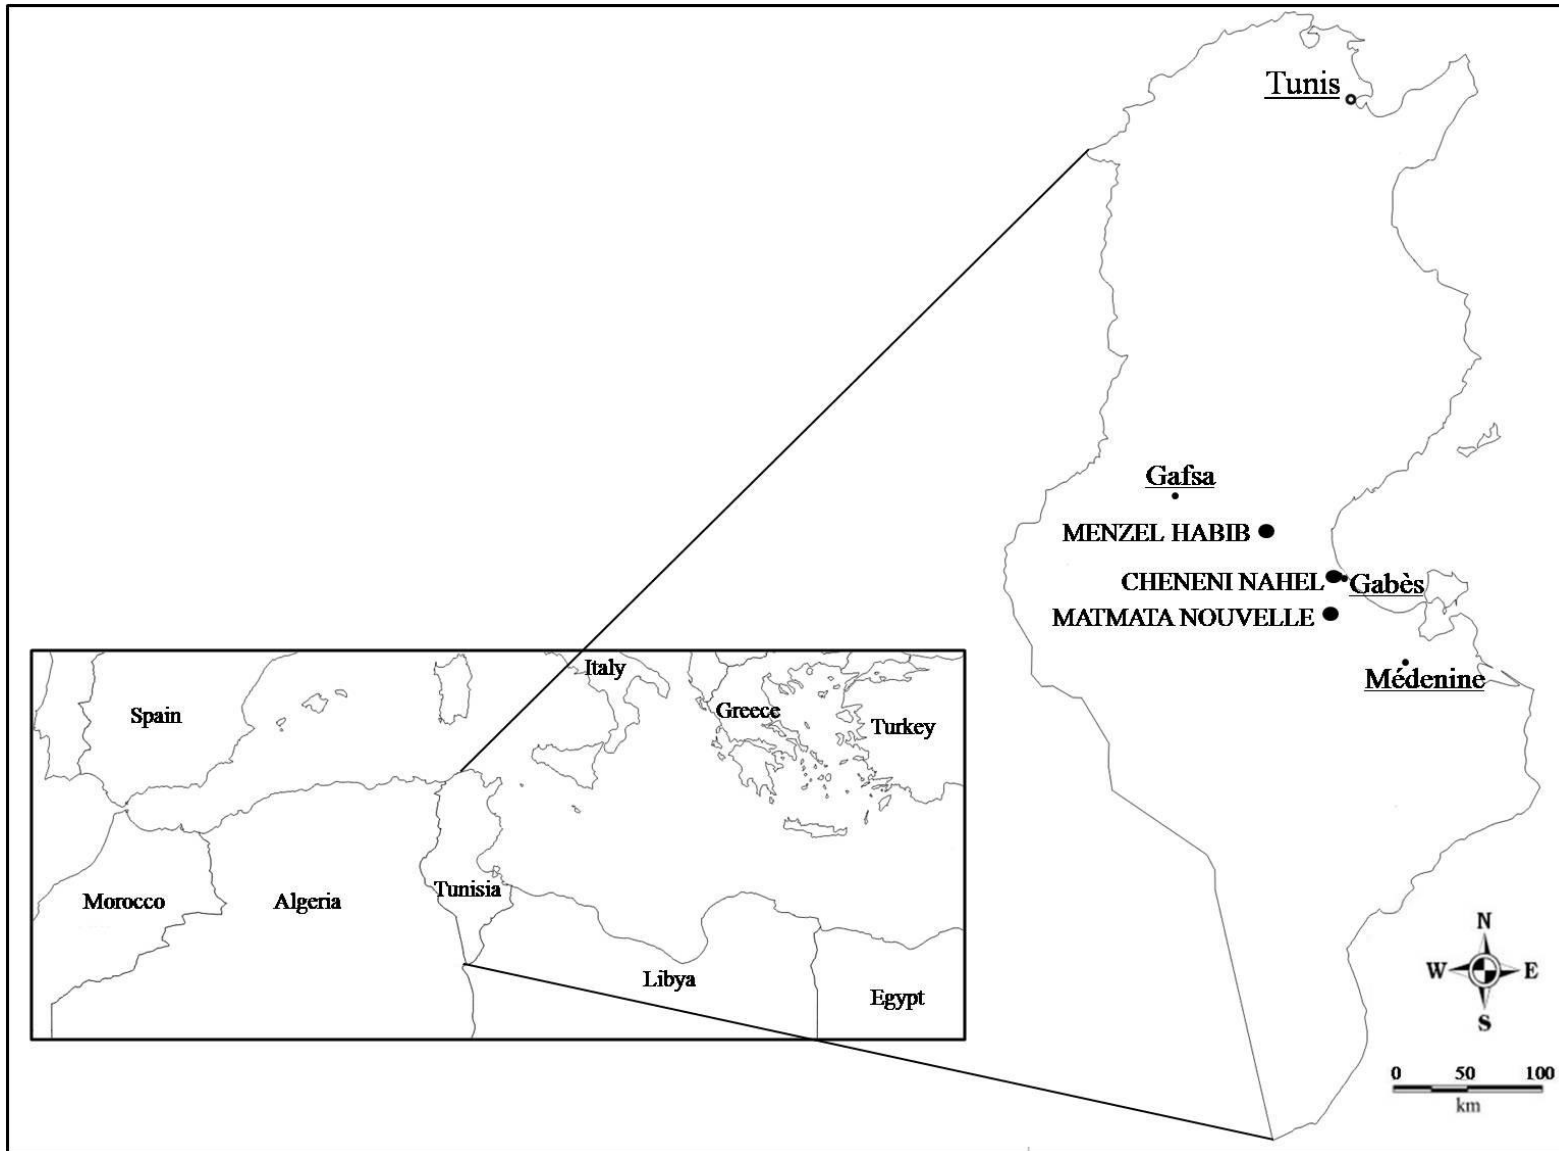 Tunis
Gafsa
MENZEL HABIB
CHENENI NAHEL
Gabès
MATMATA NOUVELLE
Médenine
Italy
Spain
Greece
Turkey
Tunisia
Morocco
Algeria
Libya
Egypt
N
W E
S
0 50 100
km